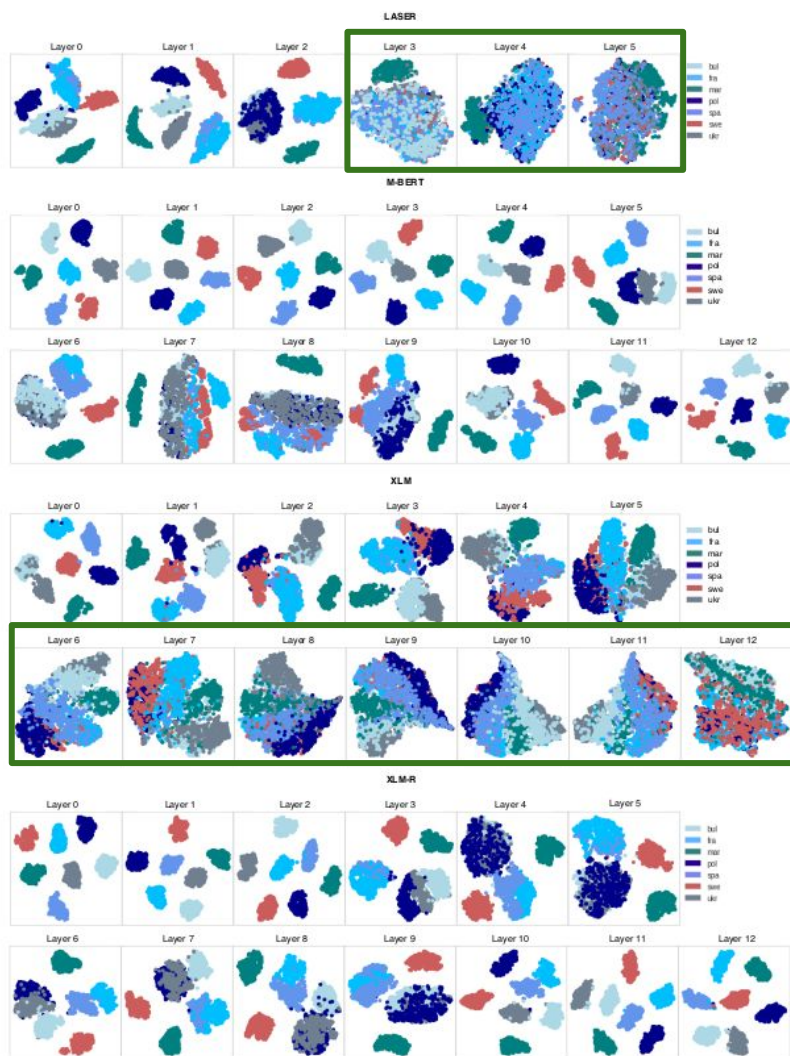 LASER
Layer 0 Layer 1 Layer 2 Layer 3 Layer 4 Layer 5
bul
fra
mar
pol
spa
swe
ukr
M-BERT
Layer 0 Layer 1 Layer 2 Layer 3 Layer 4 Layer 5
bul
fra
mar
pol
spa
swe
ukr
Layer 6 Layer 7 Layer 8 Layer 9 Layer 10 Layer 11 Layer 12
XLM
Layer 0 Layer 1 Layer 2 Layer 3 Layer 4 Layer 5
bul
fra
mar
pol
spa
swe
ukr
Layer 6 Layer 7 Layer 8 Layer 9 Layer 10 Layer 11 Layer 12
XLM-R
Layer 0 Layer 1 Layer 2 Layer 3 Layer 4 Layer 5
bul
fra
mar
pol
spa
swe
ukr
Layer 6 Layer 7 Layer 8 Layer 9 Layer 10 Layer 11 Layer 12